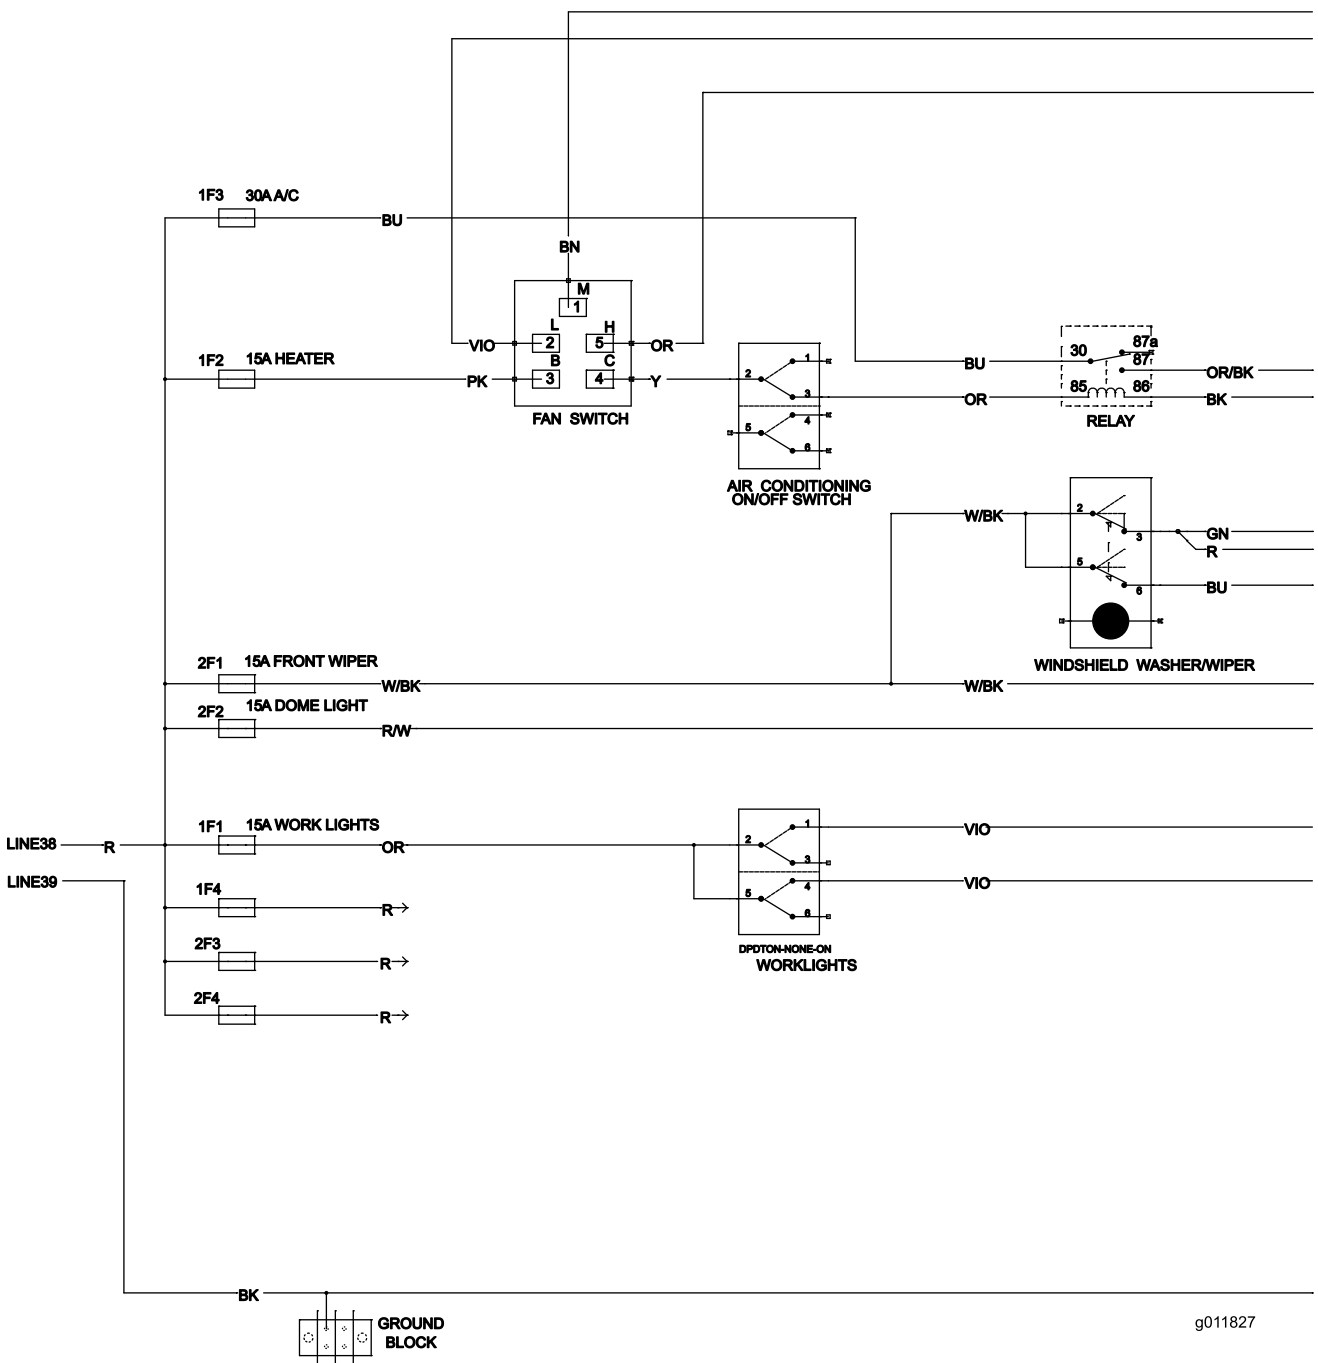 1F3 30A A/C
BU
BN
M
1
L
2
H
5
B
3
C
4
VIO
OR
PK
Y
FAN SWITCH
1F2 15A HEATER
1
2
3
4
5
6
AIR CONDITIONING
ON/OFF SWITCH
BU
OR
30
87a
87
85
86
RELAY
OR/BK
BK
W/BK
2
3
5
6
GN
R
BU
WINDSHIELD WASHER/WIPER
2F1 15A FRONT WIPER
W/BK
W/BK
2F2 15A DOME LIGHT
R/W
LINE38
R
1F1 15A WORK LIGHTS
OR
1
2
3
4
5
6
VIO
VIO
DPDTON-NONE-ON
WORKLIGHTS
LINE39
1F4
R
2F3
R
2F4
R
BK
GROUND
BLOCK
g011827